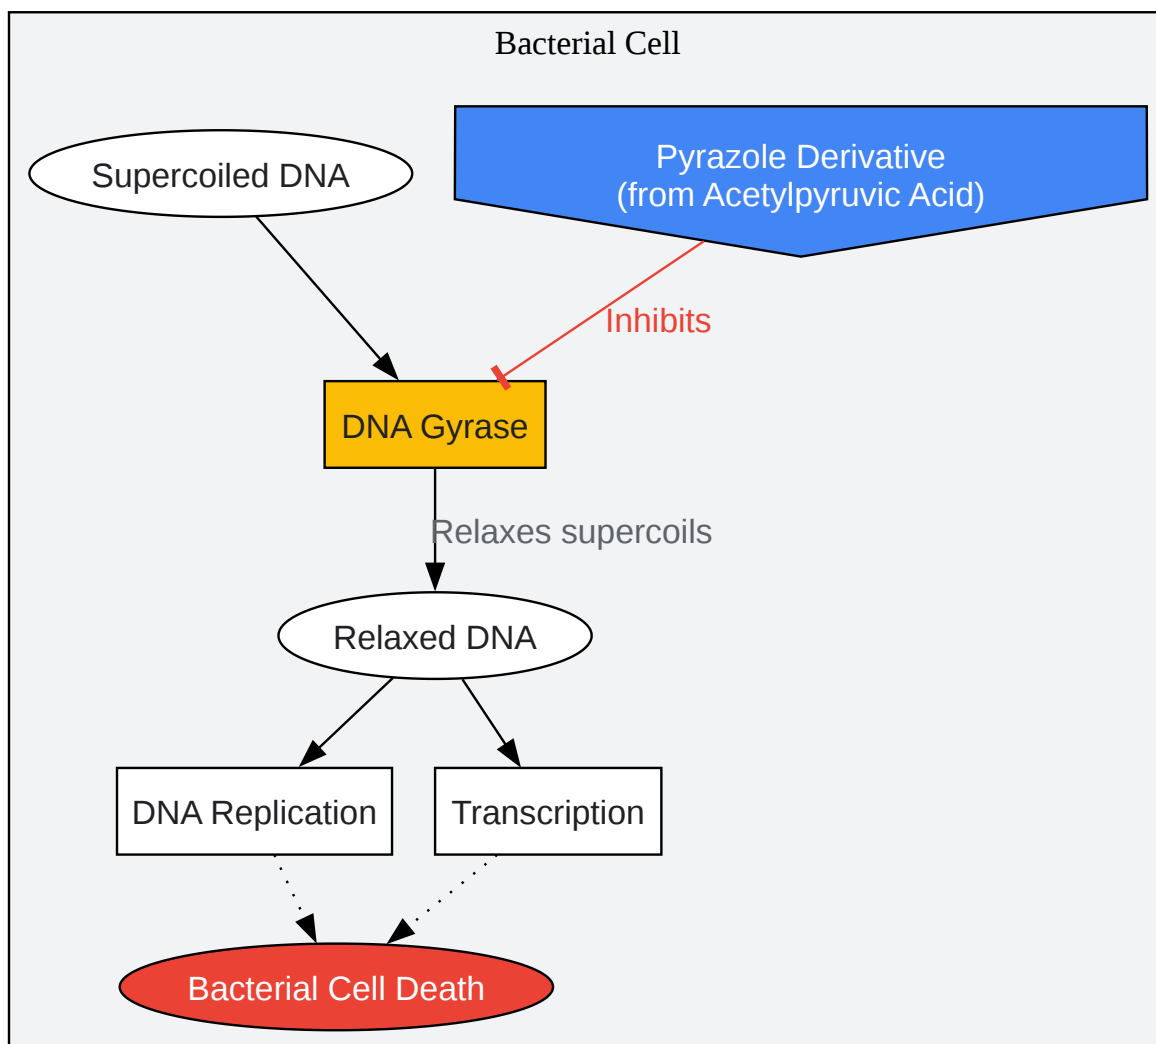 Bacterial Cell
Supercoiled DNA
Pyrazole Derivative
(from Acetylpyruvic Acid)
Inhibits
DNA Gyrase
Relaxes supercoils
Relaxed DNA
DNA Replication
Transcription
Bacterial Cell Death